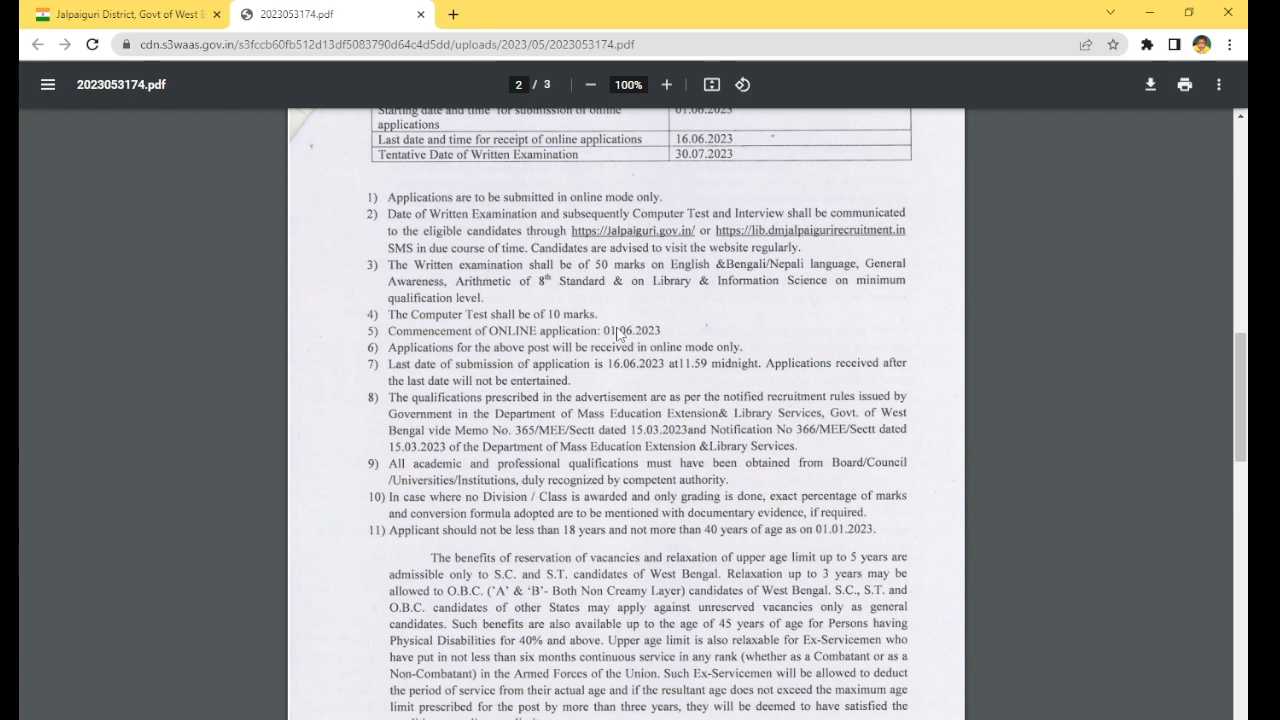 Jalpaiguri District, Govt of West B
2023053174.pdf
cdn.s3waas.gov.in/s3fccb60fb512d13df5083790d64c4d5dd/uploads/2023/05/2023053174.pdf
2023053174.pdf
2 / 3
100%
Starting date and time for submission of online applications
01.06.2023
Last date and time for receipt of online applications
16.06.2023
Tentative Date of Written Examination
30.07.2023
1) Applications are to be submitted in online mode only.
2) Date of Written Examination and subsequently Computer Test and Interview shall be communicated
to the eligible candidates through https://Jalpaiguri.gov.in/ or https://lib.dmjalpaigurirecruitment.in
SMS in due course of time. Candidates are advised to visit the website regularly.
3) The Written examination shall be of 50 marks on English &Bengali/Nepali language, General
Awareness, Arithmetic of 8th Standard & on Library & Information Science on minimum
qualification level.
4) The Computer Test shall be of 10 marks.
5) Commencement of ONLINE application: 01.06.2023
6) Applications for the above post will be received in online mode only.
7) Last date of submission of application is 16.06.2023 at11.59 midnight. Applications received after
the last date will not be entertained.
8) The qualifications prescribed in the advertisement are as per the notified recruitment rules issued by
Government in the Department of Mass Education Extension& Library Services, Govt. of West
Bengal vide Memo No. 365/MEE/Sectt dated 15.03.2023and Notification No 366/MEE/Sectt dated
15.03.2023 of the Department of Mass Education Extension &Library Services.
9) All academic and professional qualifications must have been obtained from Board/Council
/Universities/Institutions, duly recognized by competent authority.
10) In case where no Division / Class is awarded and only grading is done, exact percentage of marks
and conversion formula adopted are to be mentioned with documentary evidence, if required.
11) Applicant should not be less than 18 years and not more than 40 years of age as on 01.01.2023.
The benefits of reservation of vacancies and relaxation of upper age limit up to 5 years are
admissible only to S.C. and S.T. candidates of West Bengal. Relaxation up to 3 years may be
allowed to O.B.C. ('A' & 'B'- Both Non Creamy Layer) candidates of West Bengal. S.C., S.T. and
O.B.C. candidates of other States may apply against unreserved vacancies only as general
candidates. Such benefits are also available up to the age of 45 years of age for Persons having
Physical Disabilities for 40% and above. Upper age limit is also relaxable for Ex-Servicemen who
have put in not less than six months continuous service in any rank (whether as a Combatant or as a
Non-Combatant) in the Armed Forces of the Union. Such Ex-Servicemen will be allowed to deduct
the period of service from their actual age and if the resultant age does not exceed the maximum age
limit prescribed for the post by more than three years, they will be deemed to have satisfied the